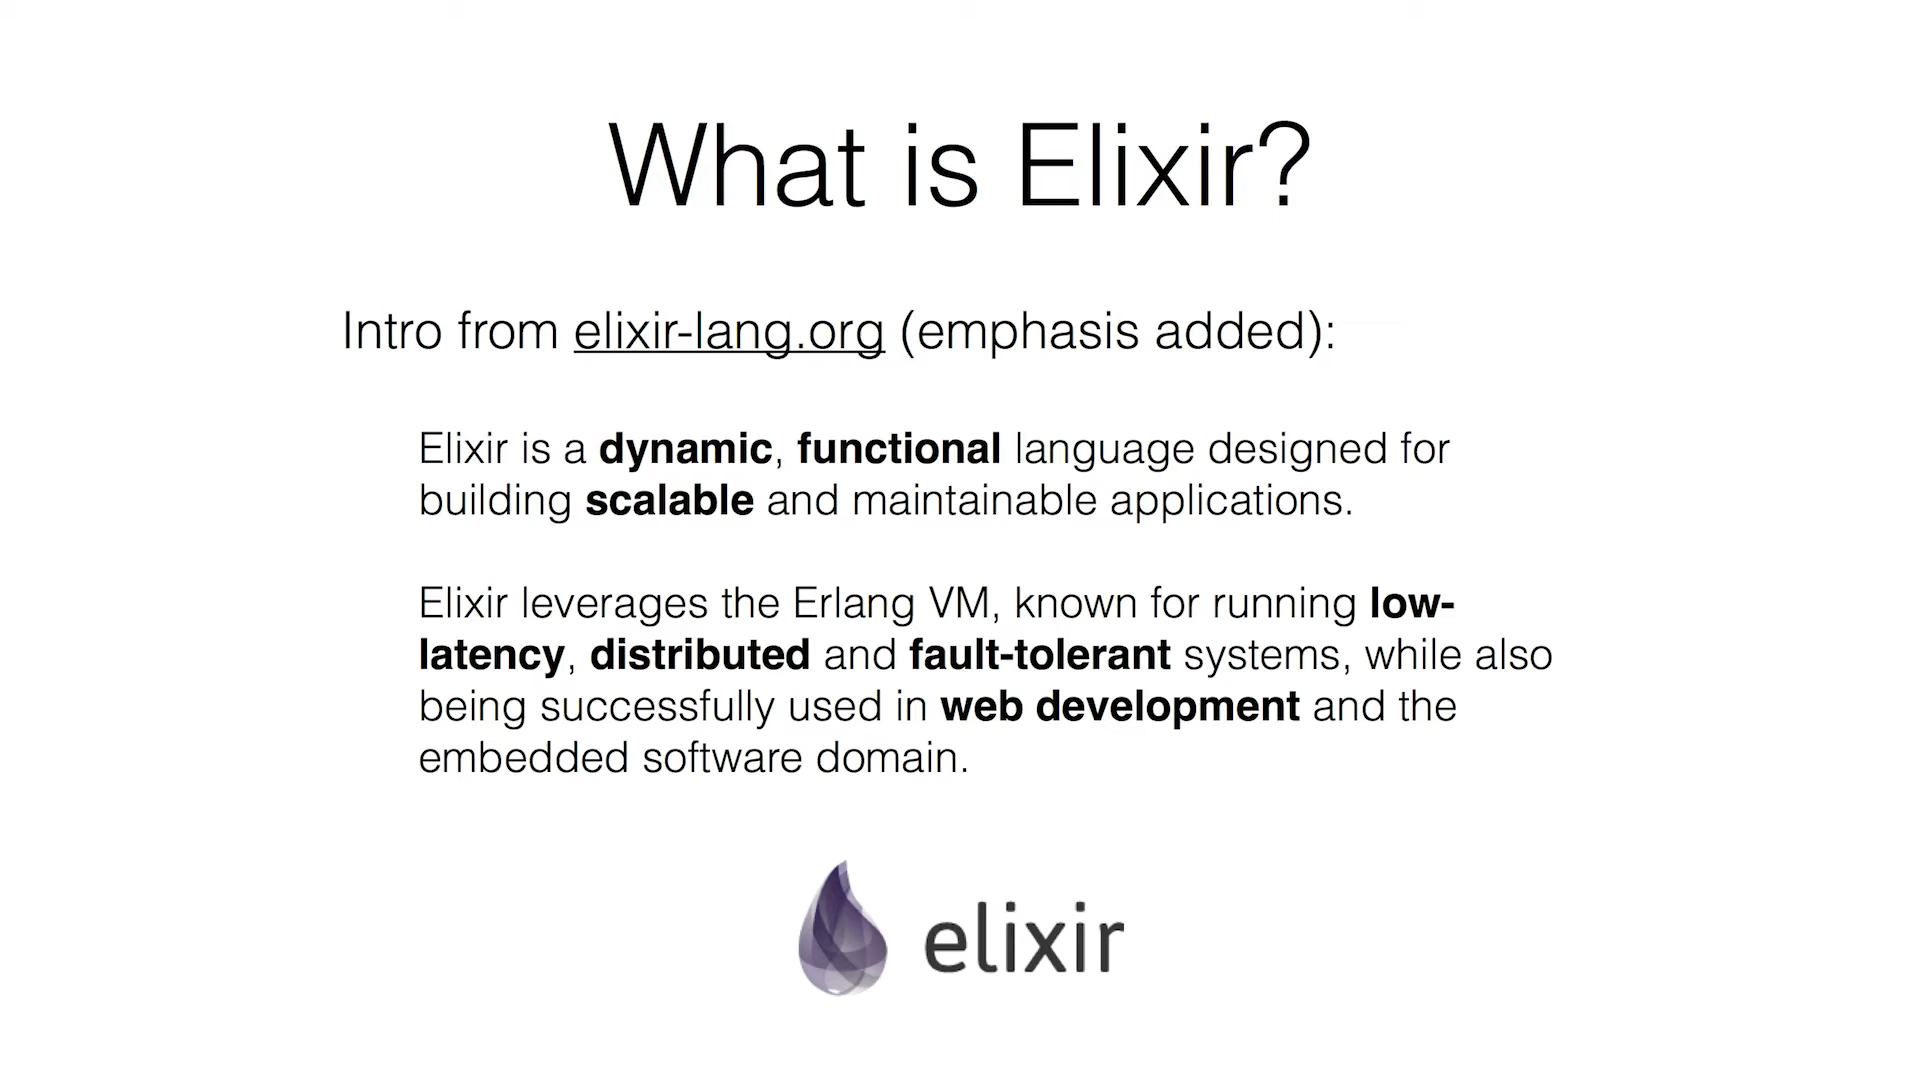 What is Elixir?
Intro from elixir-lang.org (emphasis added):
Elixir is a dynamic, functional language designed for
building scalable and maintainable applications.
Elixir leverages the Erlang VM, known for running low-
latency, distributed and fault-tolerant systems, while also
being successfully used in web development and the
embedded software domain.
elixir